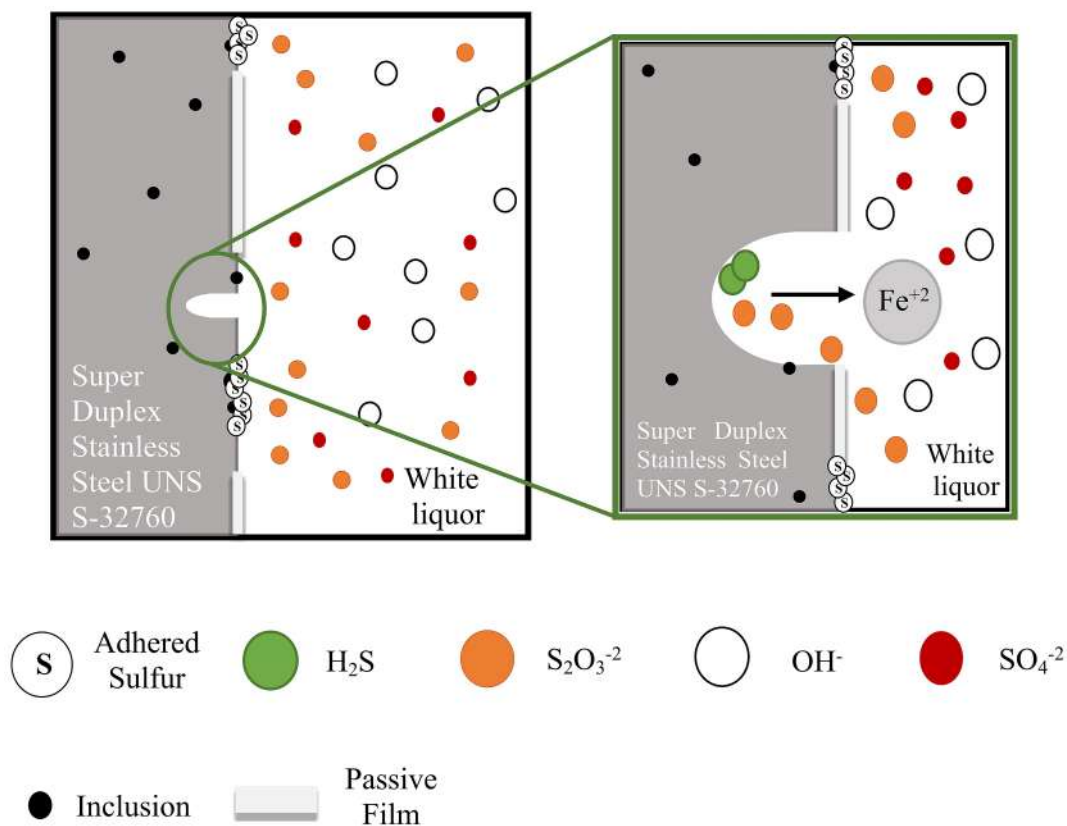 S
S
S
S
S
S
S
S
Super
Duplex
Stainless
Steel UNS
S-32760
S
S
S
S
S
S
S
White
liquor
Fe⁺²
Super Duplex
Stainless Steel
UNS S-32760
S
S
S
S
S
White
liquor
S
Adhered
Sulfur
H₂S
S₂O₃⁻²
OH⁻
SO₄⁻²
Inclusion
Passive
Film